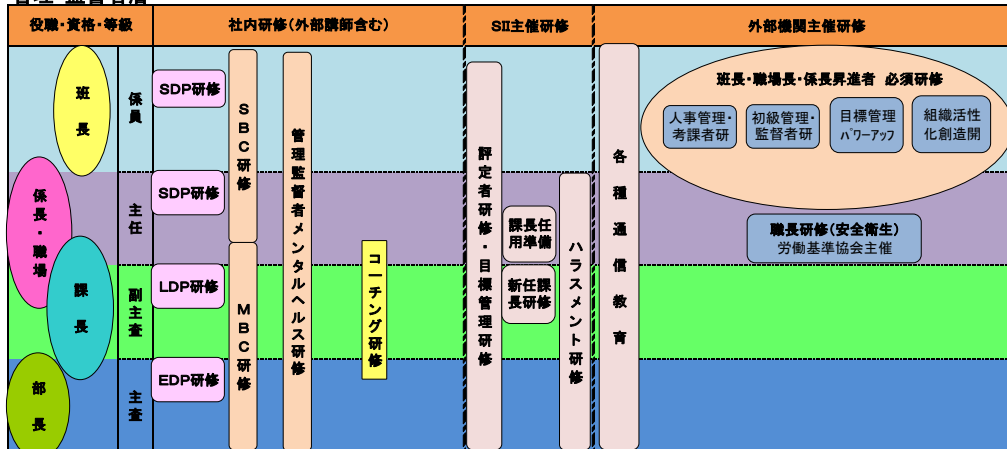 役職・資格・等級
社内研修(外部講師含む)
SII主催研修
外部機関主催研修
班長
係長・職場
課長
部長
係員
主任
副主査
主査
SDP研修
SDP研修
LDP研修
EDP研修
SBC研修
MBC研修
管理監督者メンタルヘルス研修
コーチング研修
評定者研修・目標管理研修
課長任
用準備
新任課
長研修
ハラスメント研修
各種通信教育
班長・職場長・係長昇進者 必須研修
人事管理・
考課者研
初級管理・
監督者研
目標管理
パワーアップ
組織活性
化創造開
職長研修(安全衛生)
労働基準協会主催